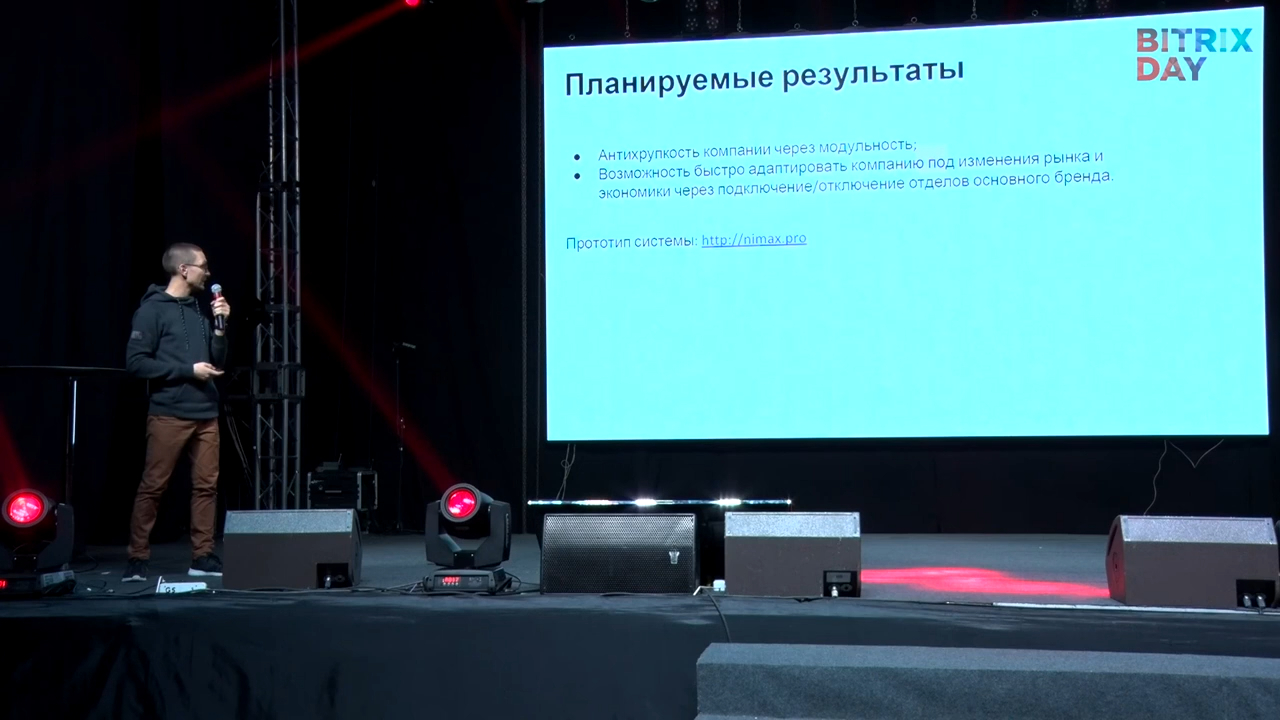 BITRIX
DAY
Планируемые результаты
● Антихрупкость компании через модульность;
● Возможность быстро адаптировать компанию под изменения рынка и
экономики через подключение/отключение отделов основного бренда.
Прототип системы: http://nimax.pro